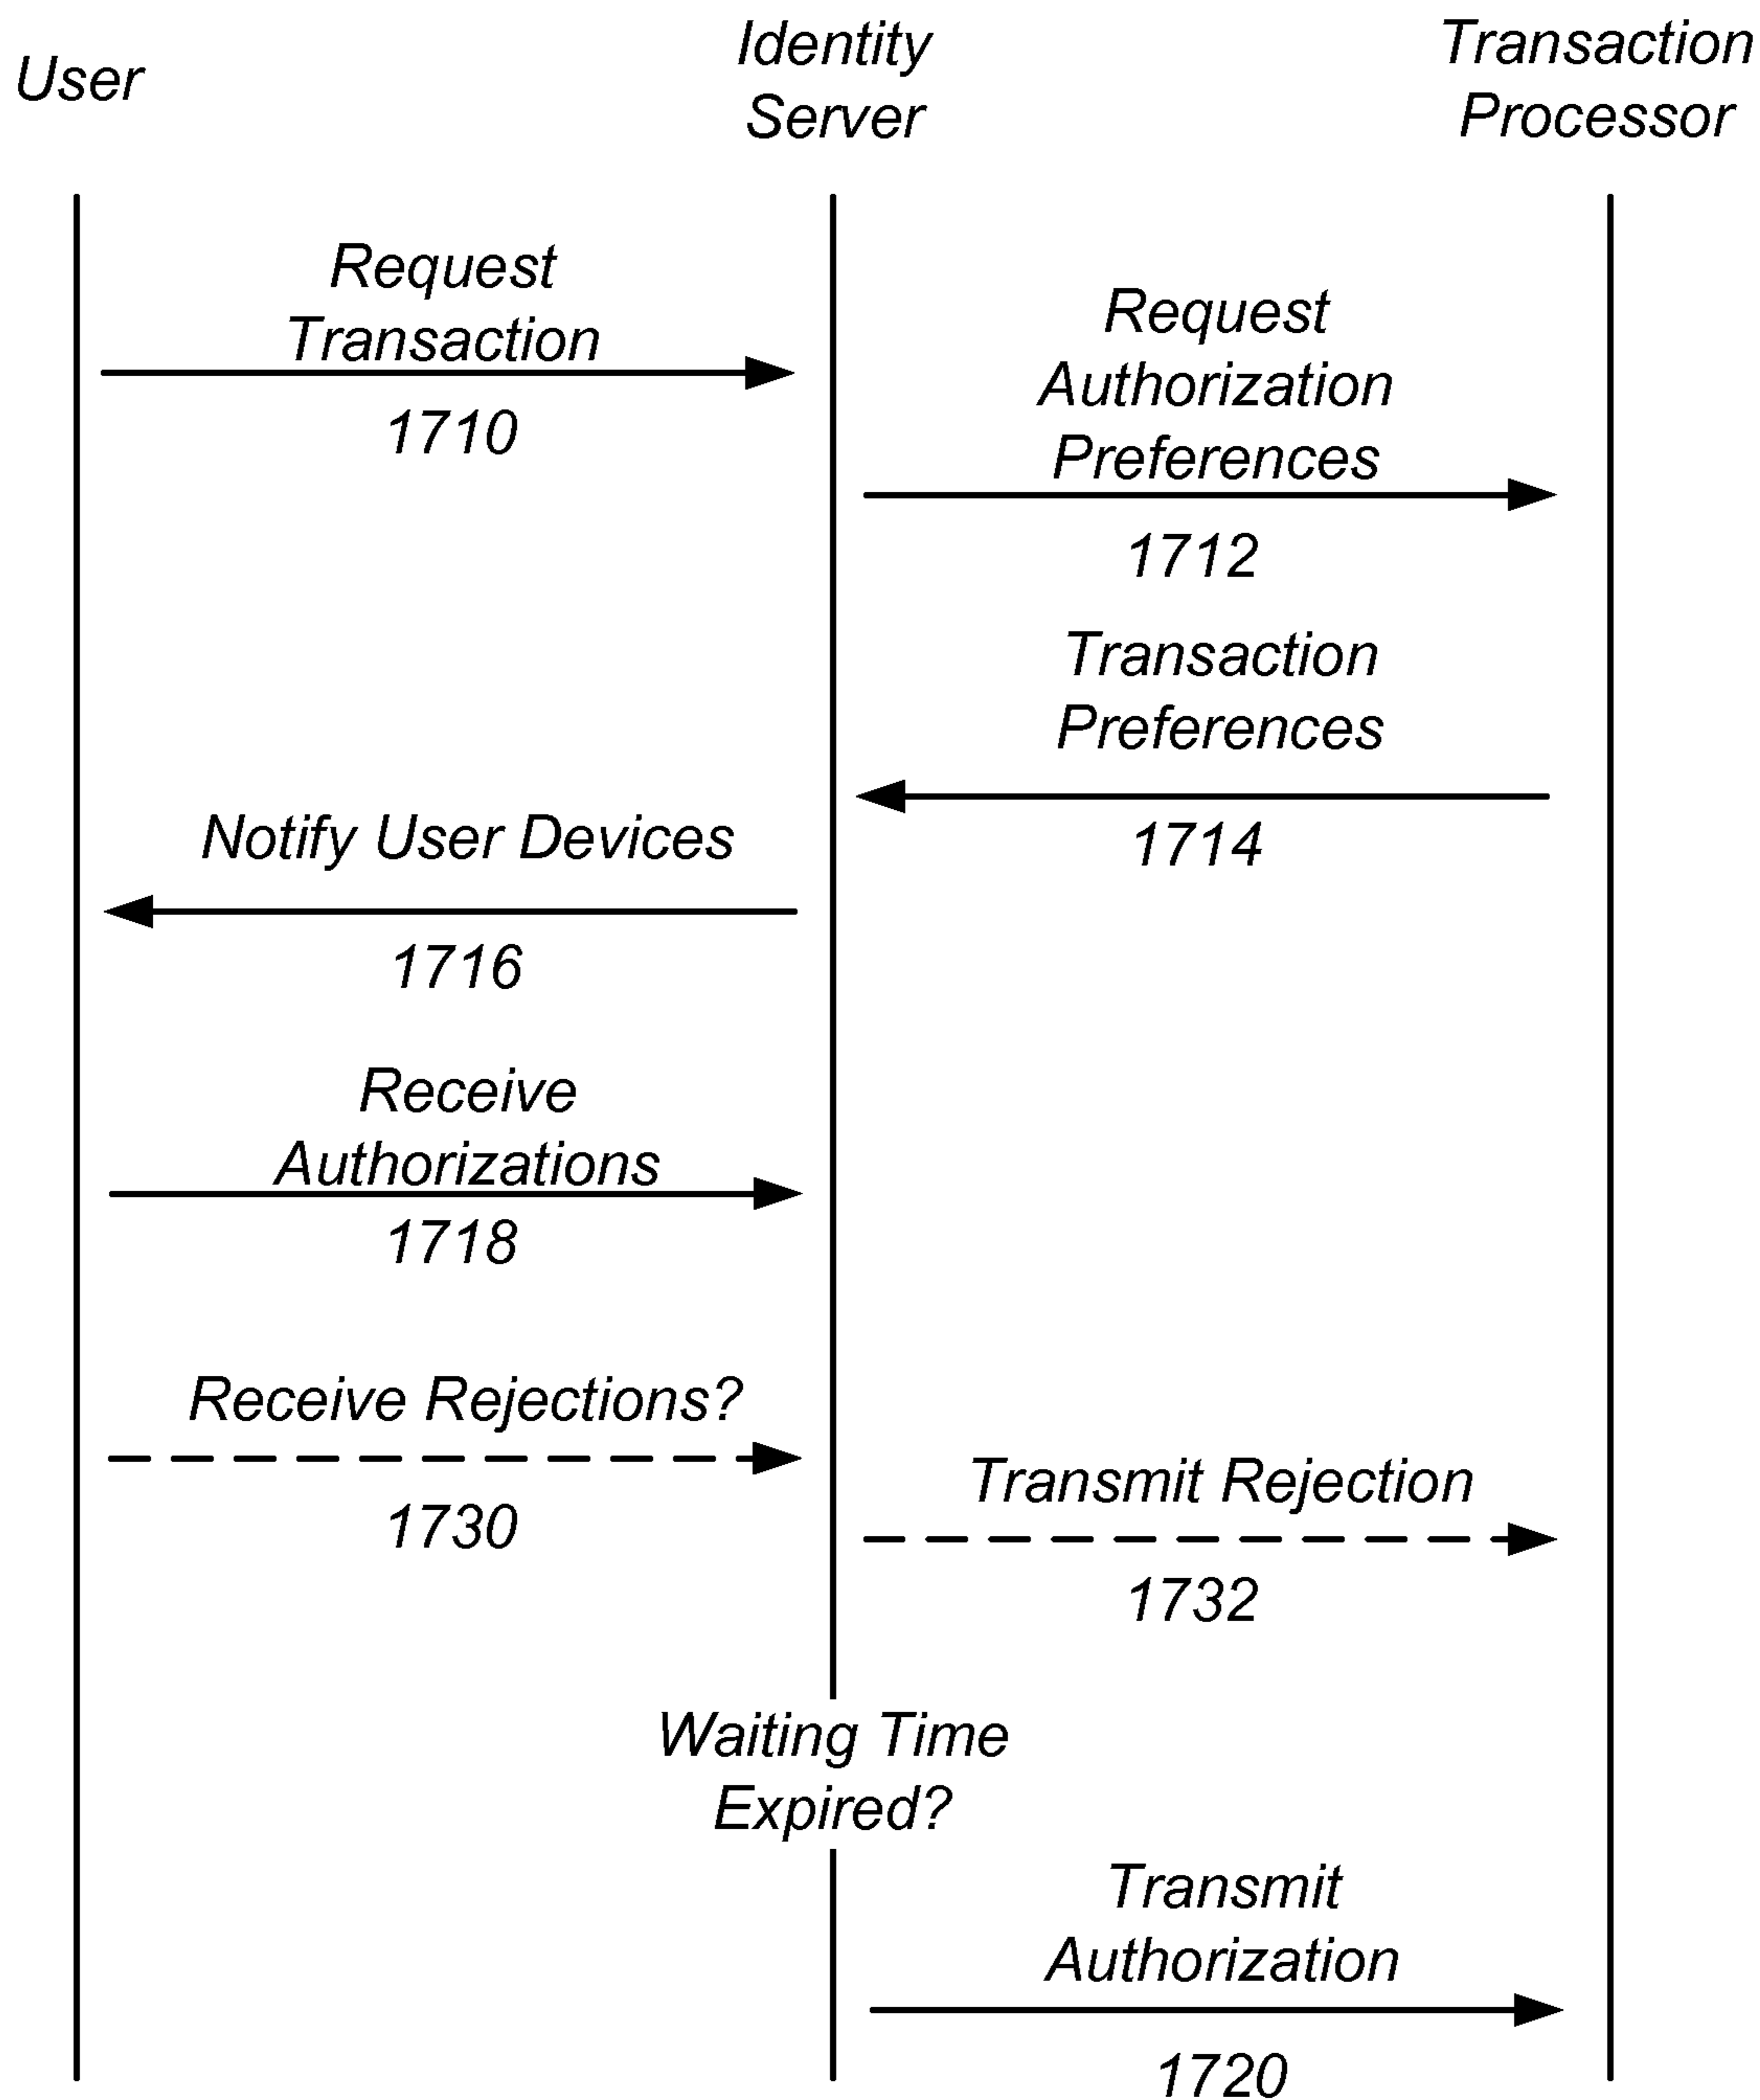 User
Identity
Server
Transaction
Processor
Request
Transaction
1710
Request
Authorization
Preferences
1712
Transaction
Preferences
1714
Notify User Devices
1716
Receive
Authorizations
1718
Receive Rejections?
1730
Transmit Rejection
1732
Waiting Time
Expired?
Transmit
Authorization
1720